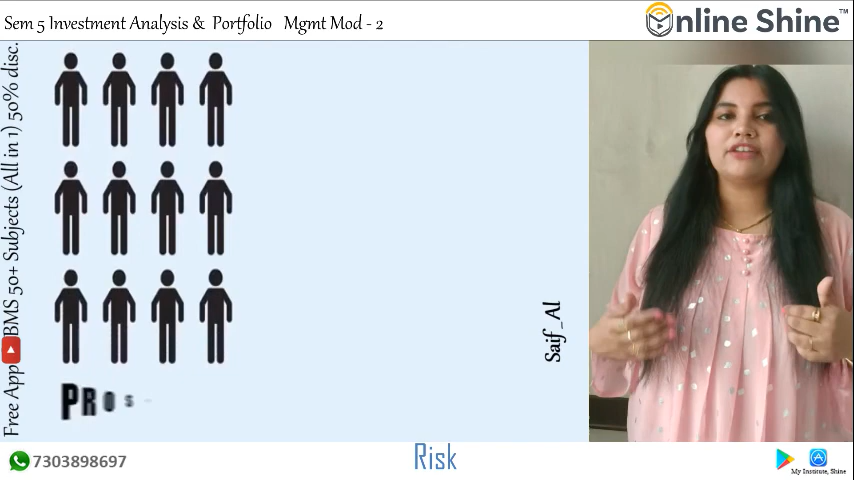 Sem 5 Investment Analysis & Portfolio Mgmt Mod - 2
Online Shine™
Free App BMS 50+ Subjects (All in 1) 50% disc.
Saif_Al
PROS
7303898697
Risk
My Institute, Shine